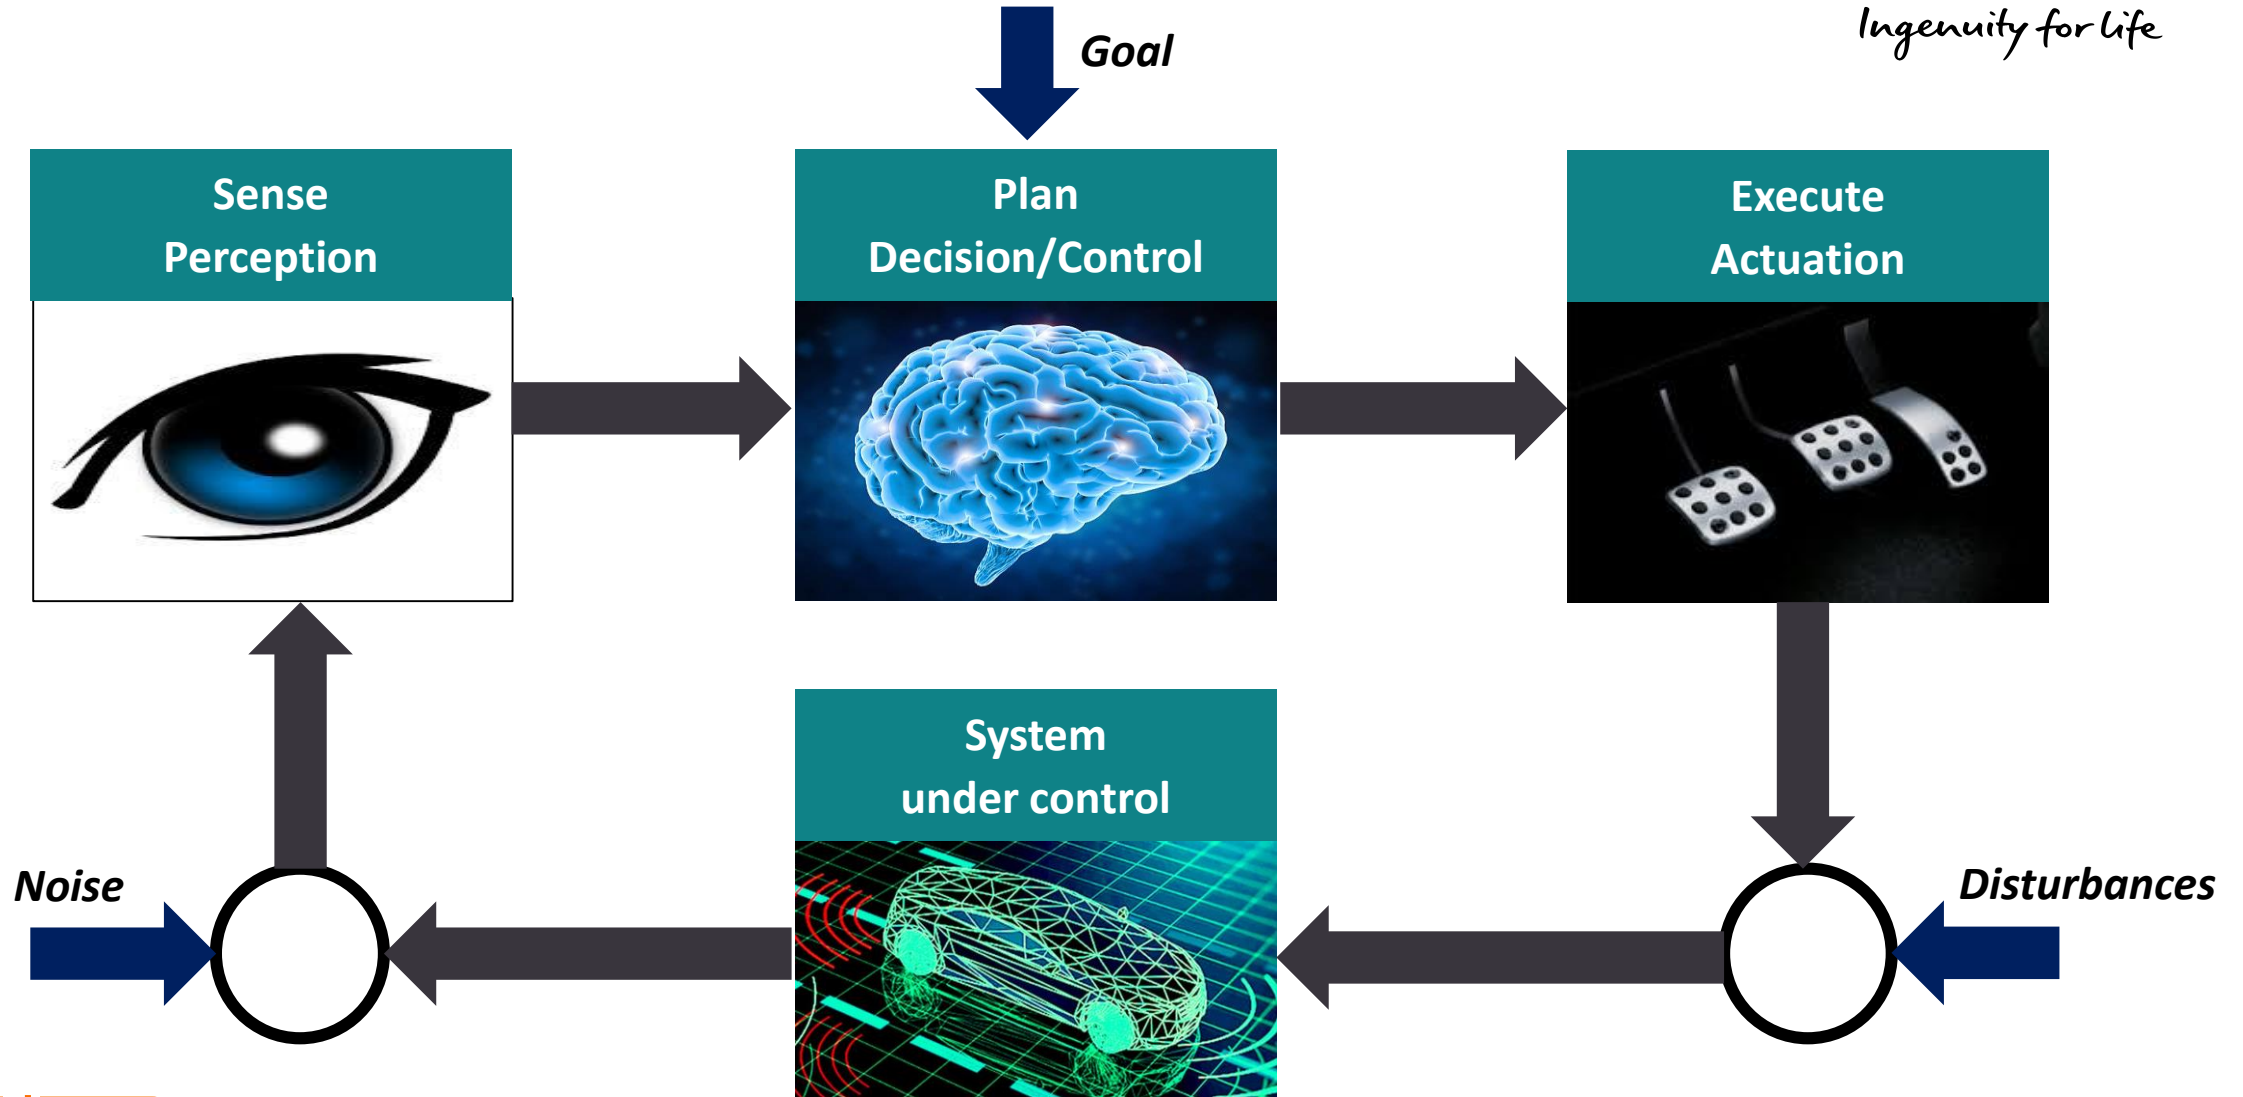 Goal
Ingenuity for life
Sense
Perception
Plan
Decision/Control
Execute
Actuation
System
under control
Noise
Disturbances